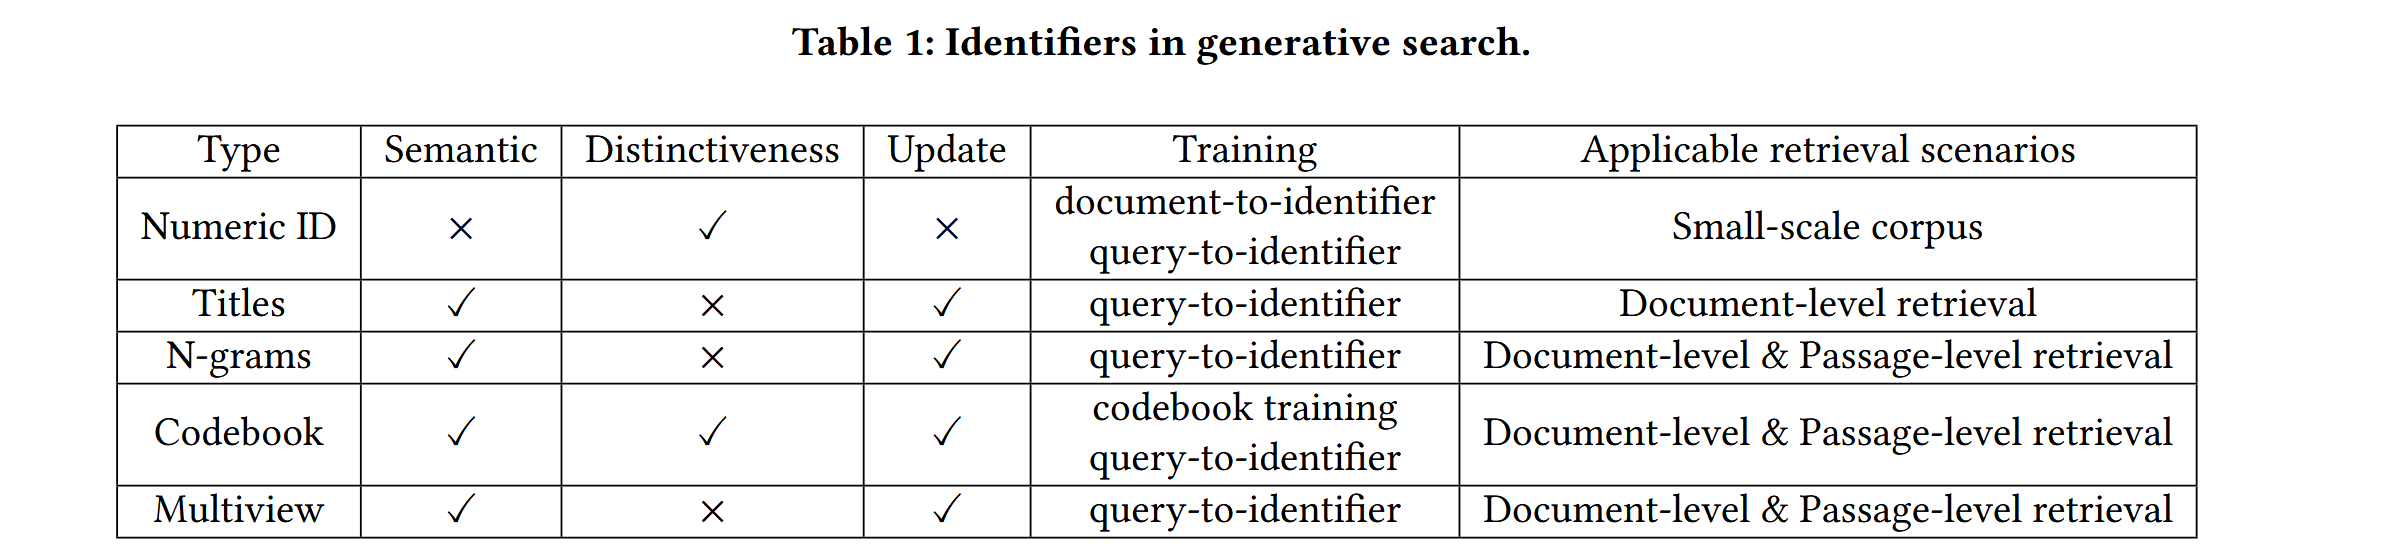 Table 1: Identifiers in generative search.
Type Semantic Distinctiveness Update Training Applicable retrieval scenarios
Numeric ID × ✓ × document-to-identifier query-to-identifier Small-scale corpus
Titles ✓ × ✓ query-to-identifier Document-level retrieval
N-grams ✓ × ✓ query-to-identifier Document-level & Passage-level retrieval
Codebook ✓ ✓ ✓ codebook training query-to-identifier Document-level & Passage-level retrieval
Multiview ✓ × ✓ query-to-identifier Document-level & Passage-level retrieval